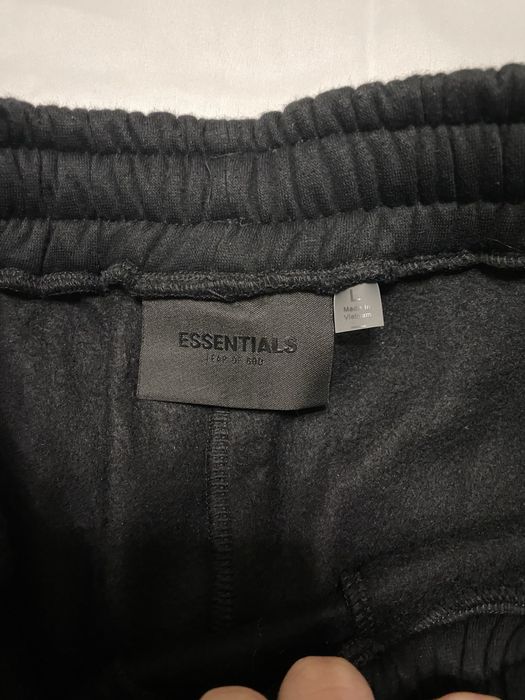 ESSENTIALS
FEAR OF GOD
L
Made in
Vietnam